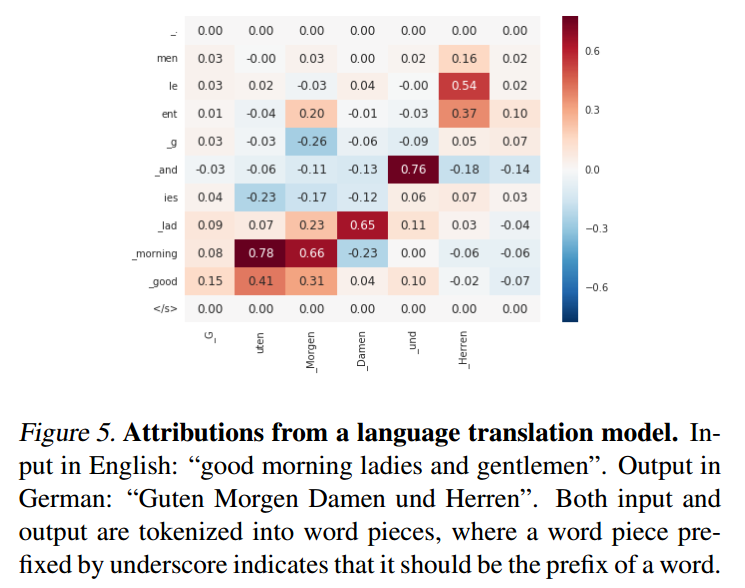 _. 0.00 0.00 0.00 0.00 0.00 0.00 0.00
men 0.03 -0.00 0.03 0.00 0.02 0.16 0.02
le 0.03 0.02 -0.03 0.04 -0.00 0.54 0.02
ent 0.01 -0.04 0.20 -0.01 -0.03 0.37 0.10
_g 0.03 -0.03 -0.26 -0.06 -0.09 0.05 0.07
_and -0.03 -0.06 -0.11 -0.13 0.76 -0.18 -0.14
ies 0.04 -0.23 -0.17 -0.12 0.06 0.07 0.03
_lad 0.09 0.07 0.23 0.65 0.11 0.03 -0.04
_morning 0.08 0.78 0.66 -0.23 0.00 -0.06 -0.06
_good 0.15 0.41 0.31 0.04 0.10 -0.02 -0.07
</s> 0.00 0.00 0.00 0.00 0.00 0.00 0.00
_G uten _Morgen _Damen _und _Herren
0.6
0.3
0.0
−0.3
−0.6
Figure 5. Attributions from a language translation model. In-
put in English: “good morning ladies and gentlemen”. Output in
German: “Guten Morgen Damen und Herren”. Both input and
output are tokenized into word pieces, where a word piece pre-
fixed by underscore indicates that it should be the prefix of a word.